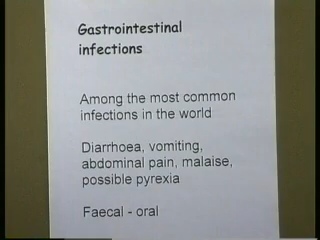 Gastrointestinal
infections
Among the most common
infections in the world
Diarrhoea, vomiting,
abdominal pain, malaise,
possible pyrexia
Faecal - oral